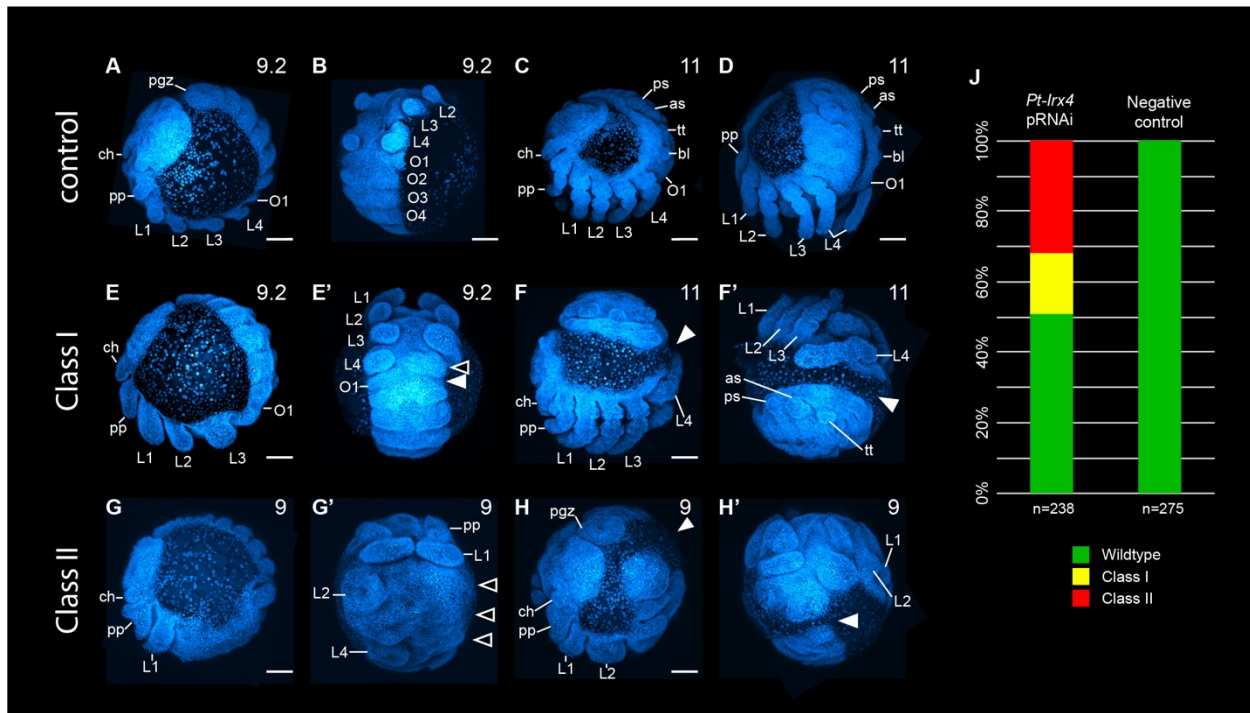 control
A
9.2
pgz
ch
pp
L1
L2
L3
L4
O1
B
9.2
L2
L3
L4
O1
O2
O3
O4
C
11
ps
as
tt
bl
O1
ch
pp
L1
L2
L3
L4
D
11
ps
as
tt
bl
O1
pp
L1
L2
L3
L4
Class I
E
9.2
ch
pp
L1
L2
L3
O1
E'
9.2
L1
L2
L3
L4
O1
F
11
ch
pp
L1
L2
L3
L4
F'
11
L1
L2
L3
L4
as
ps
tt
Class II
G
9
ch
pp
L1
G'
9
pp
L1
L2
L4
H
9
pgz
ch
pp
L1
L2
H'
9
L1
L2
J
Pt-Irx4
pRNAi
Negative
control
100%
80%
60%
40%
20%
0%
n=238
n=275
Wildtype
Class I
Class II